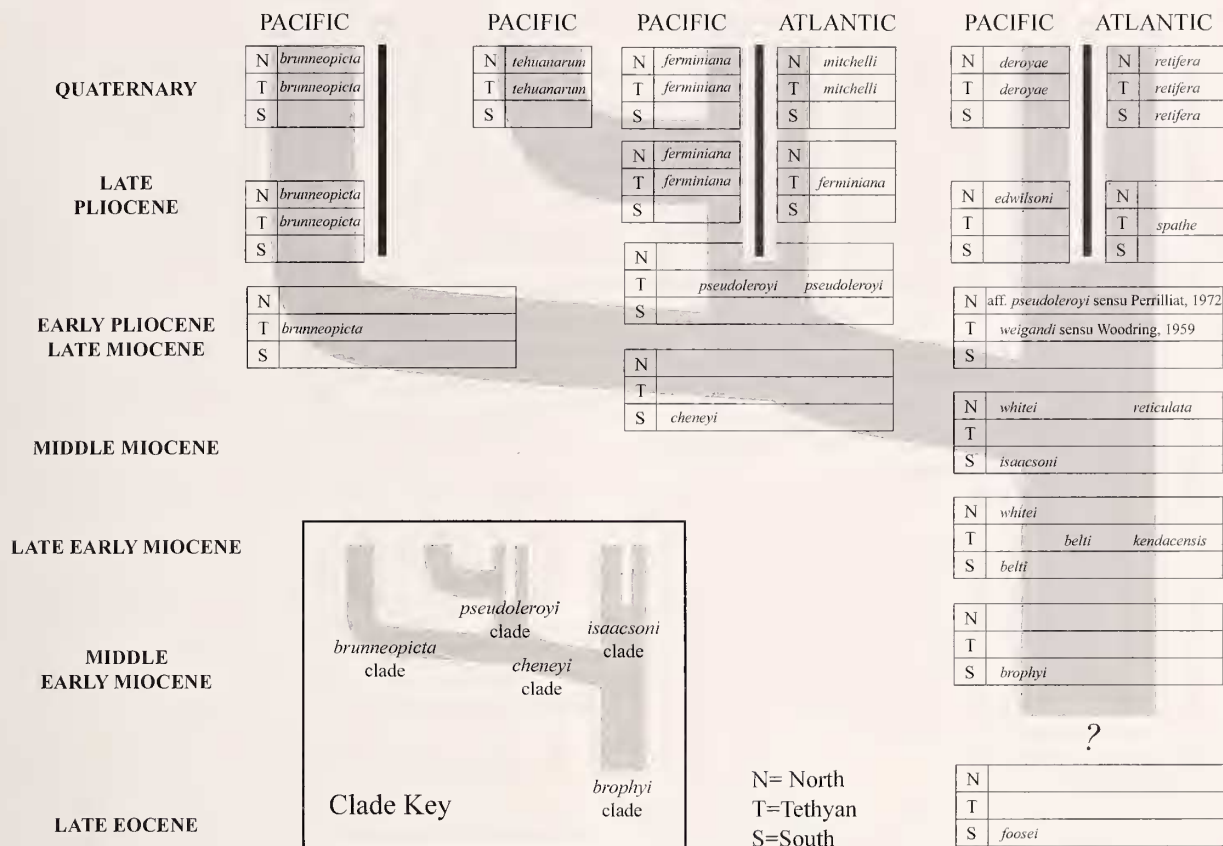 PACIFIC PACIFIC PACIFIC ATLANTIC PACIFIC ATLANTIC
QUATERNARY
N brunneopicta
T brunneopicta
S
N tehuanarum
T tehuanarum
S
N ferminiana
T ferminiana
S
N mitchelli
T mitchelli
S
N deroyae
T deroyae
S
N retifera
T retifera
S retifera
LATE
PLIOCENE
N brunneopicta
T brunneopicta
S
N ferminiana
T ferminiana
S
N
T ferminiana
S
N edwilsoni
T
S
N
T spathe
S
EARLY PLIOCENE
LATE MIOCENE
N
T brunneopicta
S
N
T pseudoleroyi pseudoleroyi
S
N aff. pseudoleroyi sensu Perrilliat, 1972
T weigandi sensu Woodring, 1959
S
N
T
S cheneyi
MIDDLE MIOCENE
N whitei reticulata
T
S isaacsoni
LATE EARLY MIOCENE
N whitei
T belti kendacensis
S belti
MIDDLE
EARLY MIOCENE
N
T
S brophyi
?
LATE EOCENE
N
T
S foosei
pseudoleroyi
clade
brunneopicta
clade
cheneyi
clade
isaacsoni
clade
brophyi
clade
Clade Key
N= North
T=Tethyan
S=South